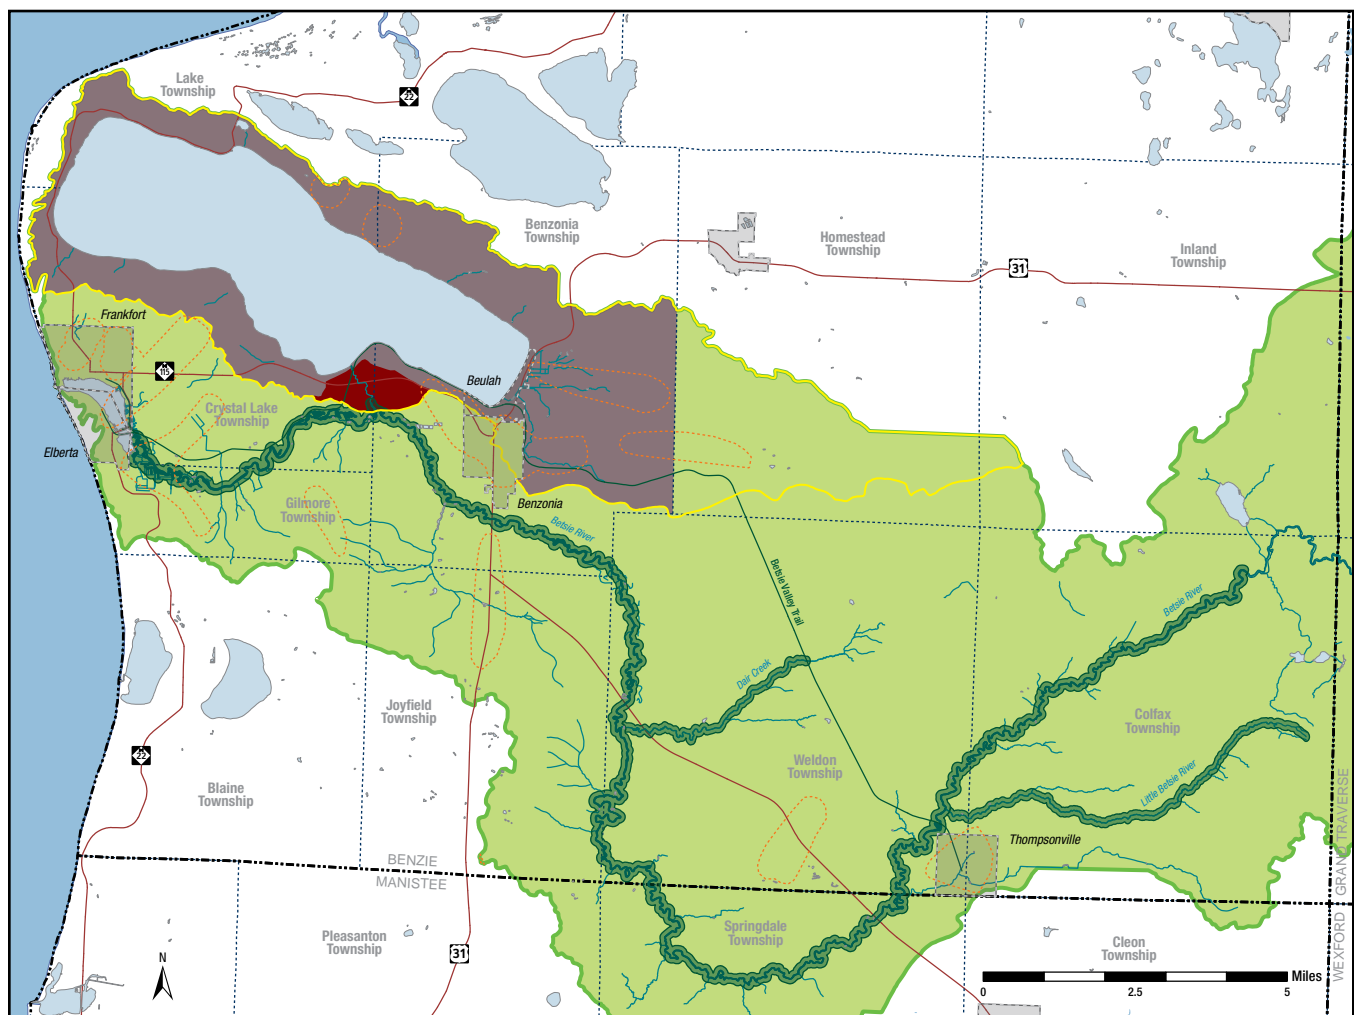 Lake
Township
22
Benzonia
Township
Homestead
Township
Inland
Township
31
Frankfort
115
Beulah
Crystal Lake
Township
Elberta
Gilmore
Township
Benzonia
Betsie River
Betsie Valley Trail
Betsie River
Dair Creek
Joyfield
Township
Colfax
Township
22
Weldon
Township
Little Betsie River
Blaine
Township
Thompsonville
BENZIE
MANISTEE
GRAND TRAVERSE
WEXFORD
Pleasanton
Township
31
Springdale
Township
Cleon
Township
N
Miles
0
2.5
5